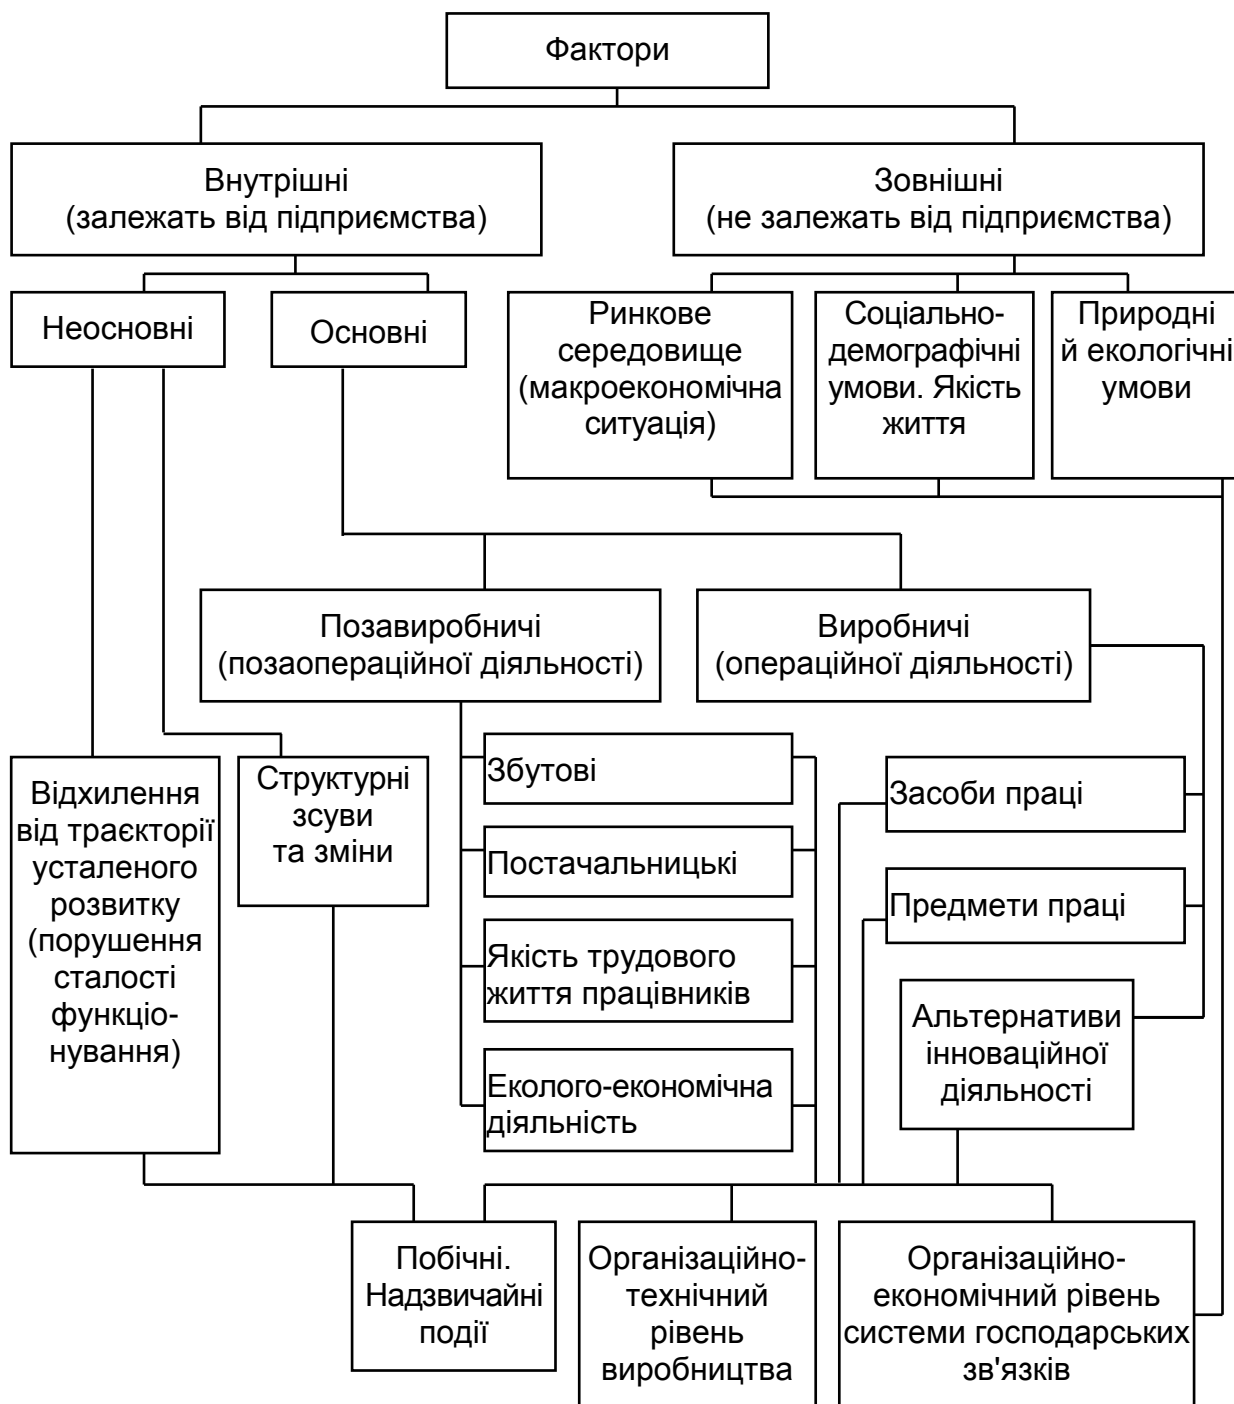 Фактори
Внутрішні
(залежать від підприємства)
Зовнішні
(не залежать від підприємства)
Неосновні
Основні
Ринкове
середовище
(макроекономічна
ситуація)
Соціально-
демографічні
умови. Якість
життя
Природні
й екологічні
умови
Позавиробничі
(позаопераційної діяльності)
Виробничі
(операційної діяльності)
Відхилення
від траєкторії
усталеного
розвитку
(порушення
сталості
функціо-
нування)
Структурні
зсуви
та зміни
Збутові
Постачальницькі
Якість трудового
життя працівників
Еколого-економічна
діяльність
Засоби праці
Предмети праці
Альтернативи
інноваційної
діяльності
Побічні.
Надзвичайні
події
Організаційно-
технічний
рівень
виробництва
Організаційно-
економічний рівень
системи господарських
зв'язків